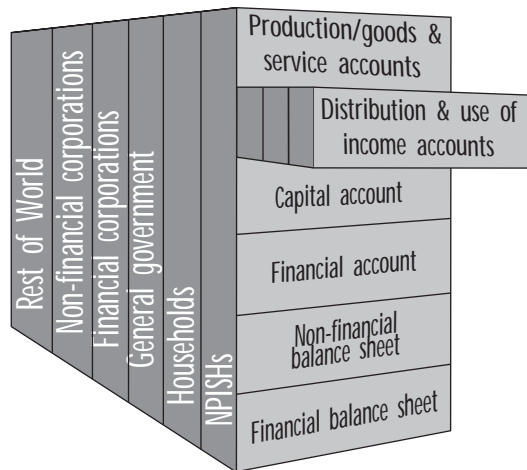 Rest of World
Non-financial corporations
Financial corporations
General government
Households
NPISHs
Production/goods &
service accounts
Distribution & use of
income accounts
Capital account
Financial account
Non-financial
balance sheet
Financial balance sheet